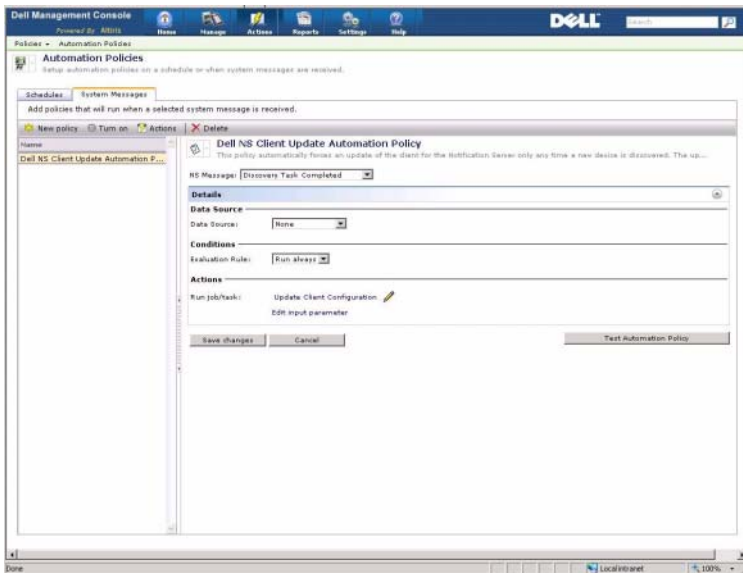 Dell Management Console
Powered By Altiris
Home Manage Actions Reports Settings Help
DELL
Search
Policies Automation Policies
Automation Policies
Setup automation policies on a schedule or when system messages are received.
Schedules System Messages
Add policies that will run when a selected system message is received.
New policy Turn on Actions Delete
Name
Dell NS Client Update Automation P...
Dell NS Client Update Automation Policy
This policy automatically forces an update of the client for the Notification Server only any time a new device is discovered. The up...
NS Message: Discovery Task Completed
Details
Data Source
Data Source: None
Conditions
Evaluation Rule: Run always
Actions
Run job/task: Update Client Configuration
Edit input parameter
Save changes Cancel Test Automation Policy
Done Local intranet 100%